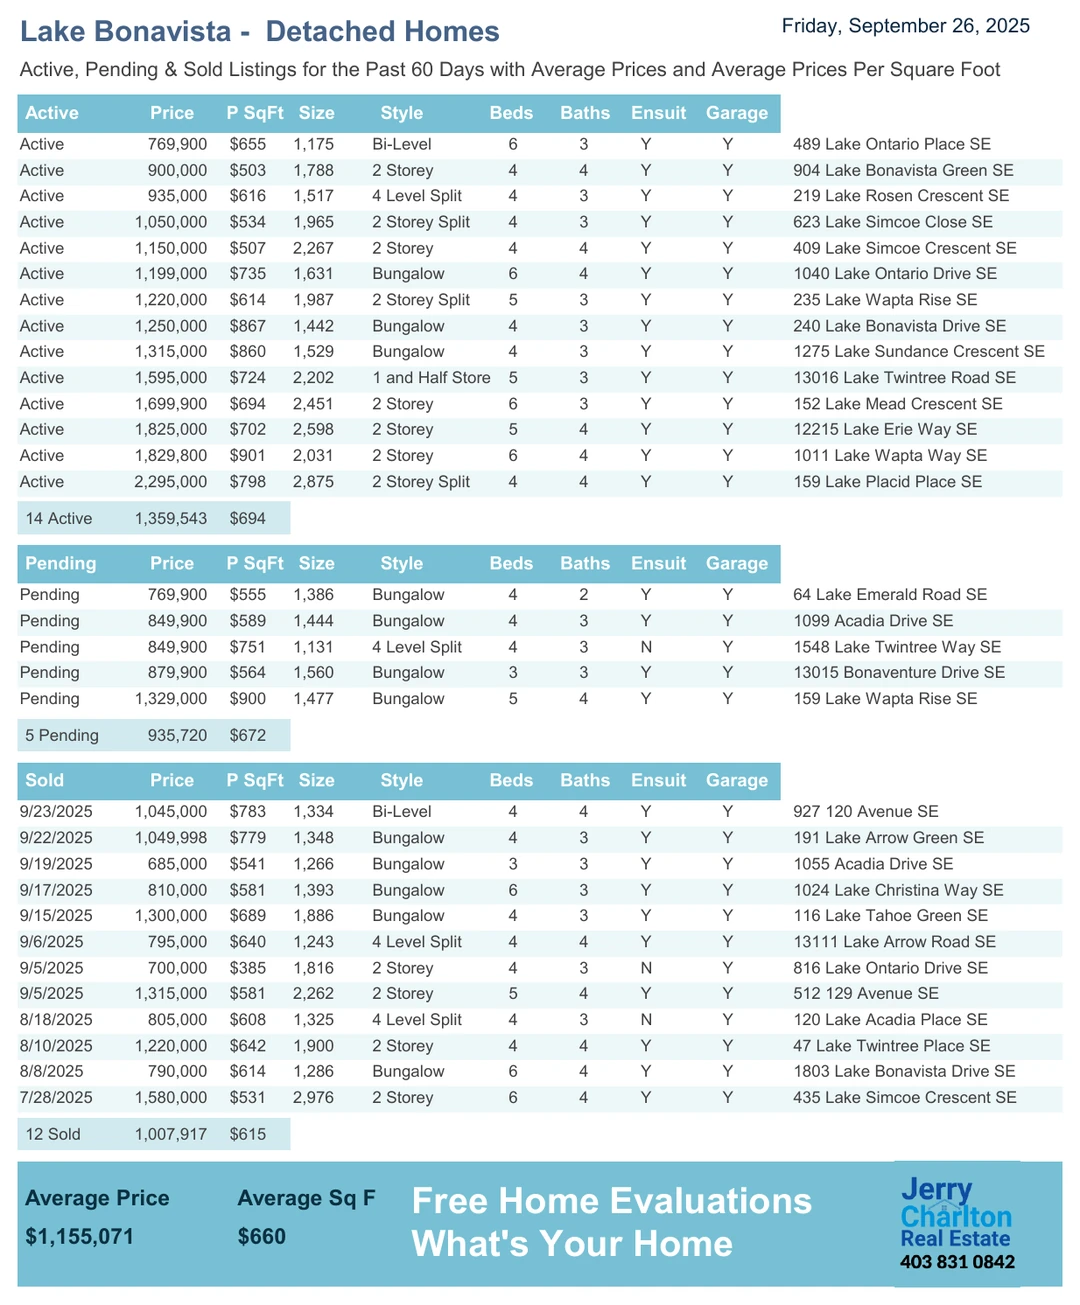 Lake Bonavista - Detached Homes
Friday, September 26, 2025
Active, Pending & Sold Listings for the Past 60 Days with Average Prices and Average Prices Per Square Foot
Active Price P SqFt Size Style Beds Baths Ensuit Garage
Active 769,900 $655 1,175 Bi-Level 6 3 Y Y 489 Lake Ontario Place SE
Active 900,000 $503 1,788 2 Storey 4 4 Y Y 904 Lake Bonavista Green SE
Active 935,000 $616 1,517 4 Level Split 4 3 Y Y 219 Lake Rosen Crescent SE
Active 1,050,000 $534 1,965 2 Storey Split 4 3 Y Y 623 Lake Simcoe Close SE
Active 1,150,000 $507 2,267 2 Storey 4 4 Y Y 409 Lake Simcoe Crescent SE
Active 1,199,000 $735 1,631 Bungalow 6 4 Y Y 1040 Lake Ontario Drive SE
Active 1,220,000 $614 1,987 2 Storey Split 5 3 Y Y 235 Lake Wapta Rise SE
Active 1,250,000 $867 1,442 Bungalow 4 3 Y Y 240 Lake Bonavista Drive SE
Active 1,315,000 $860 1,529 Bungalow 4 3 Y Y 1275 Lake Sundance Crescent SE
Active 1,595,000 $724 2,202 1 and Half Store 5 3 Y Y 13016 Lake Twintree Road SE
Active 1,699,900 $694 2,451 2 Storey 6 3 Y Y 152 Lake Mead Crescent SE
Active 1,825,000 $702 2,598 2 Storey 5 4 Y Y 12215 Lake Erie Way SE
Active 1,829,800 $901 2,031 2 Storey 6 4 Y Y 1011 Lake Wapta Way SE
Active 2,295,000 $798 2,875 2 Storey Split 4 4 Y Y 159 Lake Placid Place SE
14 Active 1,359,543 $694
Pending Price P SqFt Size Style Beds Baths Ensuit Garage
Pending 769,900 $555 1,386 Bungalow 4 2 Y Y 64 Lake Emerald Road SE
Pending 849,900 $589 1,444 Bungalow 4 3 Y Y 1099 Acadia Drive SE
Pending 849,900 $751 1,131 4 Level Split 4 3 N Y 1548 Lake Twintree Way SE
Pending 879,900 $564 1,560 Bungalow 3 3 Y Y 13015 Bonaventure Drive SE
Pending 1,329,000 $900 1,477 Bungalow 5 4 Y Y 159 Lake Wapta Rise SE
5 Pending 935,720 $672
Sold Price P SqFt Size Style Beds Baths Ensuit Garage
9/23/2025 1,045,000 $783 1,334 Bi-Level 4 4 Y Y 927 120 Avenue SE
9/22/2025 1,049,998 $779 1,348 Bungalow 4 3 Y Y 191 Lake Arrow Green SE
9/19/2025 685,000 $541 1,266 Bungalow 3 3 Y Y 1055 Acadia Drive SE
9/17/2025 810,000 $581 1,393 Bungalow 6 3 Y Y 1024 Lake Christina Way SE
9/15/2025 1,300,000 $689 1,886 Bungalow 4 3 Y Y 116 Lake Tahoe Green SE
9/6/2025 795,000 $640 1,243 4 Level Split 4 4 Y Y 13111 Lake Arrow Road SE
9/5/2025 700,000 $385 1,816 2 Storey 4 3 N Y 816 Lake Ontario Drive SE
9/5/2025 1,315,000 $581 2,262 2 Storey 5 4 Y Y 512 129 Avenue SE
8/18/2025 805,000 $608 1,325 4 Level Split 4 3 N Y 120 Lake Acadia Place SE
8/10/2025 1,220,000 $642 1,900 2 Storey 4 4 Y Y 47 Lake Twintree Place SE
8/8/2025 790,000 $614 1,286 Bungalow 6 4 Y Y 1803 Lake Bonavista Drive SE
7/28/2025 1,580,000 $531 2,976 2 Storey 6 4 Y Y 435 Lake Simcoe Crescent SE
12 Sold 1,007,917 $615
Average Price Average Sq F
$1,155,071 $660
Free Home Evaluations
What's Your Home
Jerry
Charlton
Real Estate
403 831 0842